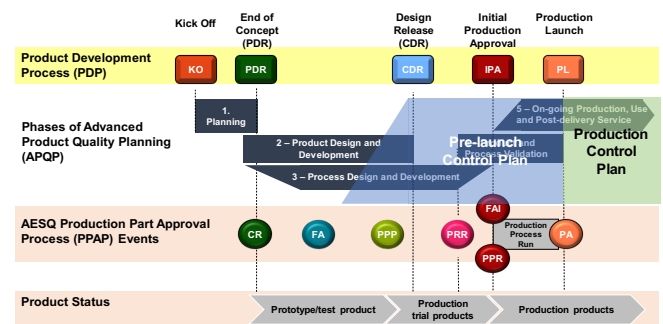 Kick Off
End of
Concept
(PDR)
Design
Release
(CDR)
Initial
Production
Approval
Production
Launch
Product Development
Process (PDP)
KO
PDR
CDR
IPA
PL
Phases of Advanced
Product Quality Planning
(APQP)
1.
Planning
2 – Product Design and
Development
3 – Process Design and Development
and
Process Validation
5 – On-going Production, Use
and Post-delivery Service
Pre-launch
Control Plan
Production
Control
Plan
AESQ Production Part Approval
Process (PPAP) Events
CR
FA
PPP
PRR
FAI
PPR
Production
Process
Run
PA
Product Status
Prototype/test product
Production
trial products
Production products